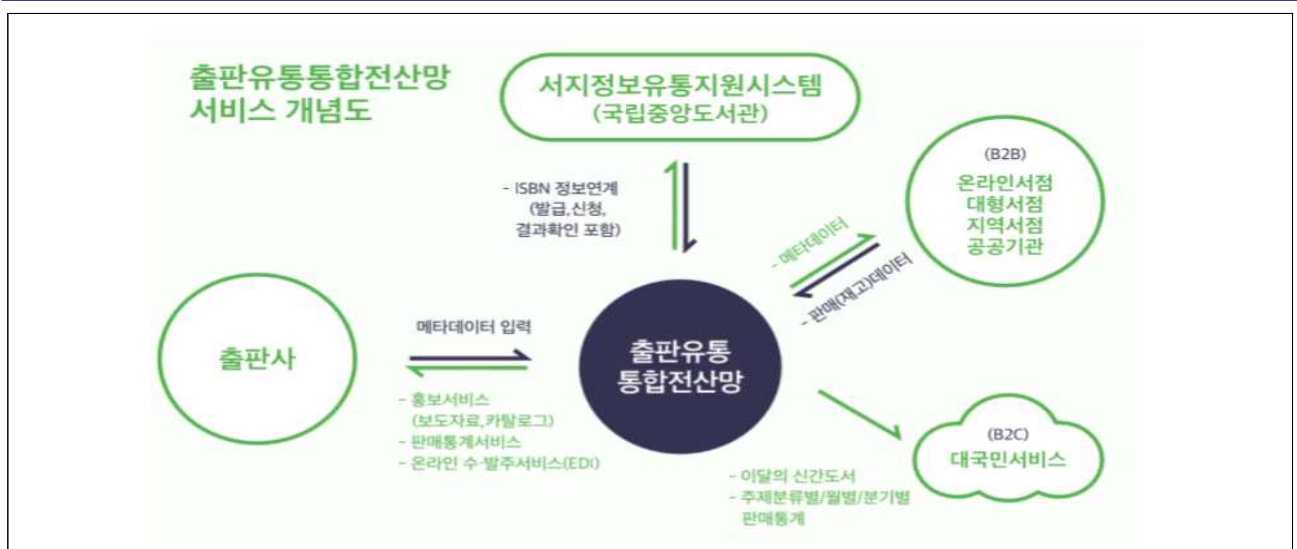 출판유통통합전산망
서비스 개념도
서지정보유통지원시스템
(국립중앙도서관)
- ISBN 정보연계
(발급,신청,
결과확인 포함)
(B2B)
온라인서점
대형서점
지역서점
공공기관
- 메타데이터
- 판매(재고)데이터
출판사
메타데이터 입력
- 홍보서비스
(보도자료,카탈로그)
- 판매통계서비스
- 온라인 수·발주서비스(EDI)
출판유통
통합전산망
(B2C)
대국민서비스
- 이달의 신간도서
- 주제분류별/월별/분기별
판매통계